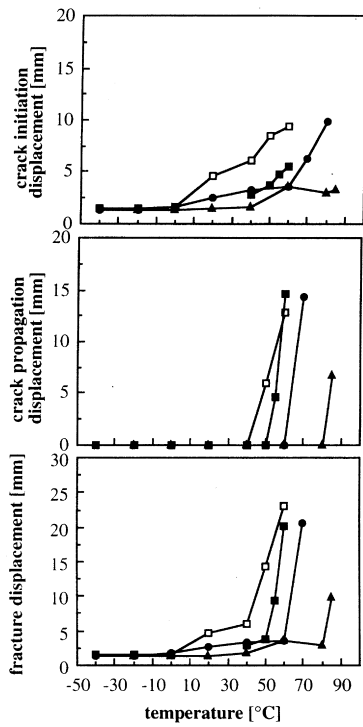 crack initiation
displacement [mm]
20
15
10
5
0
crack propagation
displacement [mm]
20
15
10
5
0
fracture displacement [mm]
30
25
20
15
10
5
0
-50 -30 -10 10 30 50 70 90
temperature [°C]